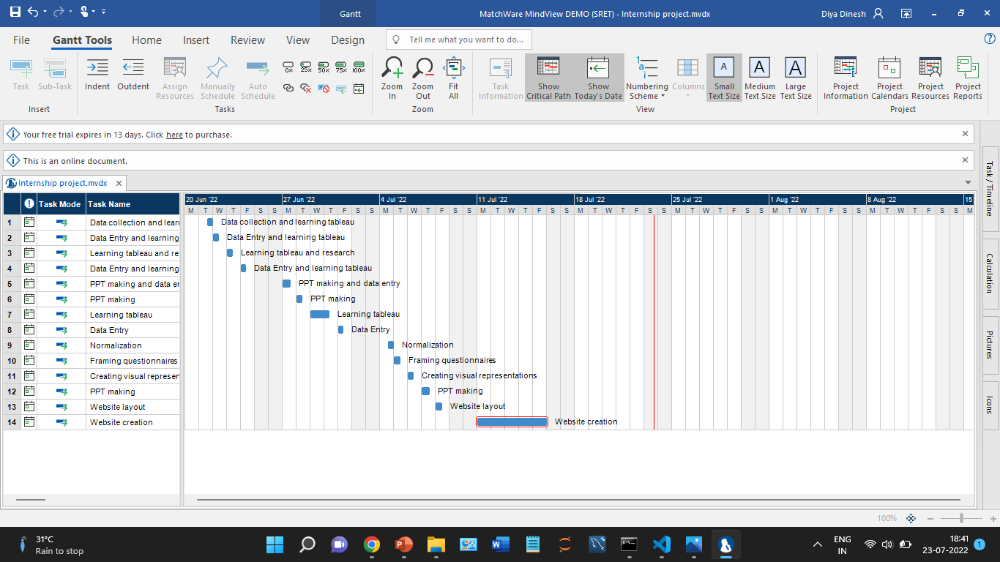 Gantt
MatchWare MindView DEMO (SRET) - Internship project.mvdx
Diya Dinesh
File Gantt Tools Home Insert Review View Design Tell me what you want to do...
0% 25% 50% 75% 100%
Task Sub-Task Indent Outdent Assign Resources Manually Schedule Auto Schedule Zoom In Zoom Out Fit All Task Information Show Critical Path Show Today's Date Numbering Scheme Columns Small Text Size Medium Text Size Large Text Size Project Information Project Calendars Project Resources Project Reports
Insert Tasks Zoom View Project
Your free trial expires in 13 days. Click here to purchase.
This is an online document.
Internship project.mvdx
Task Mode Task Name
20 Jun '22 27 Jun '22 4 Jul '22 11 Jul '22 18 Jul '22 25 Jul '22 1 Aug '22 8 Aug '22 15
M T W T F S S M T W T F S S M T W T F S S M T W T F S S M T W T F S S M T W T F S S M T W T F S S M T W T F S S M
1 Data collection and lear Data collection and learning tableau
2 Data Entry and learning Data Entry and learning tableau
3 Learning tableau and re Learning tableau and research
4 Data Entry and learning Data Entry and learning tableau
5 PPT making and data er PPT making and data entry
6 PPT making PPT making
7 Learning tableau Learning tableau
8 Data Entry Data Entry
9 Normalization Normalization
10 Framing questionnaires Framing questionnaires
11 Creating visual represen Creating visual representations
12 PPT making PPT making
13 Website layout Website layout
14 Website creation Website creation
Task / Timeline
Calculation
Pictures
Icons
100%
31°C
Rain to stop
ENG
IN
18:41
23-07-2022
1